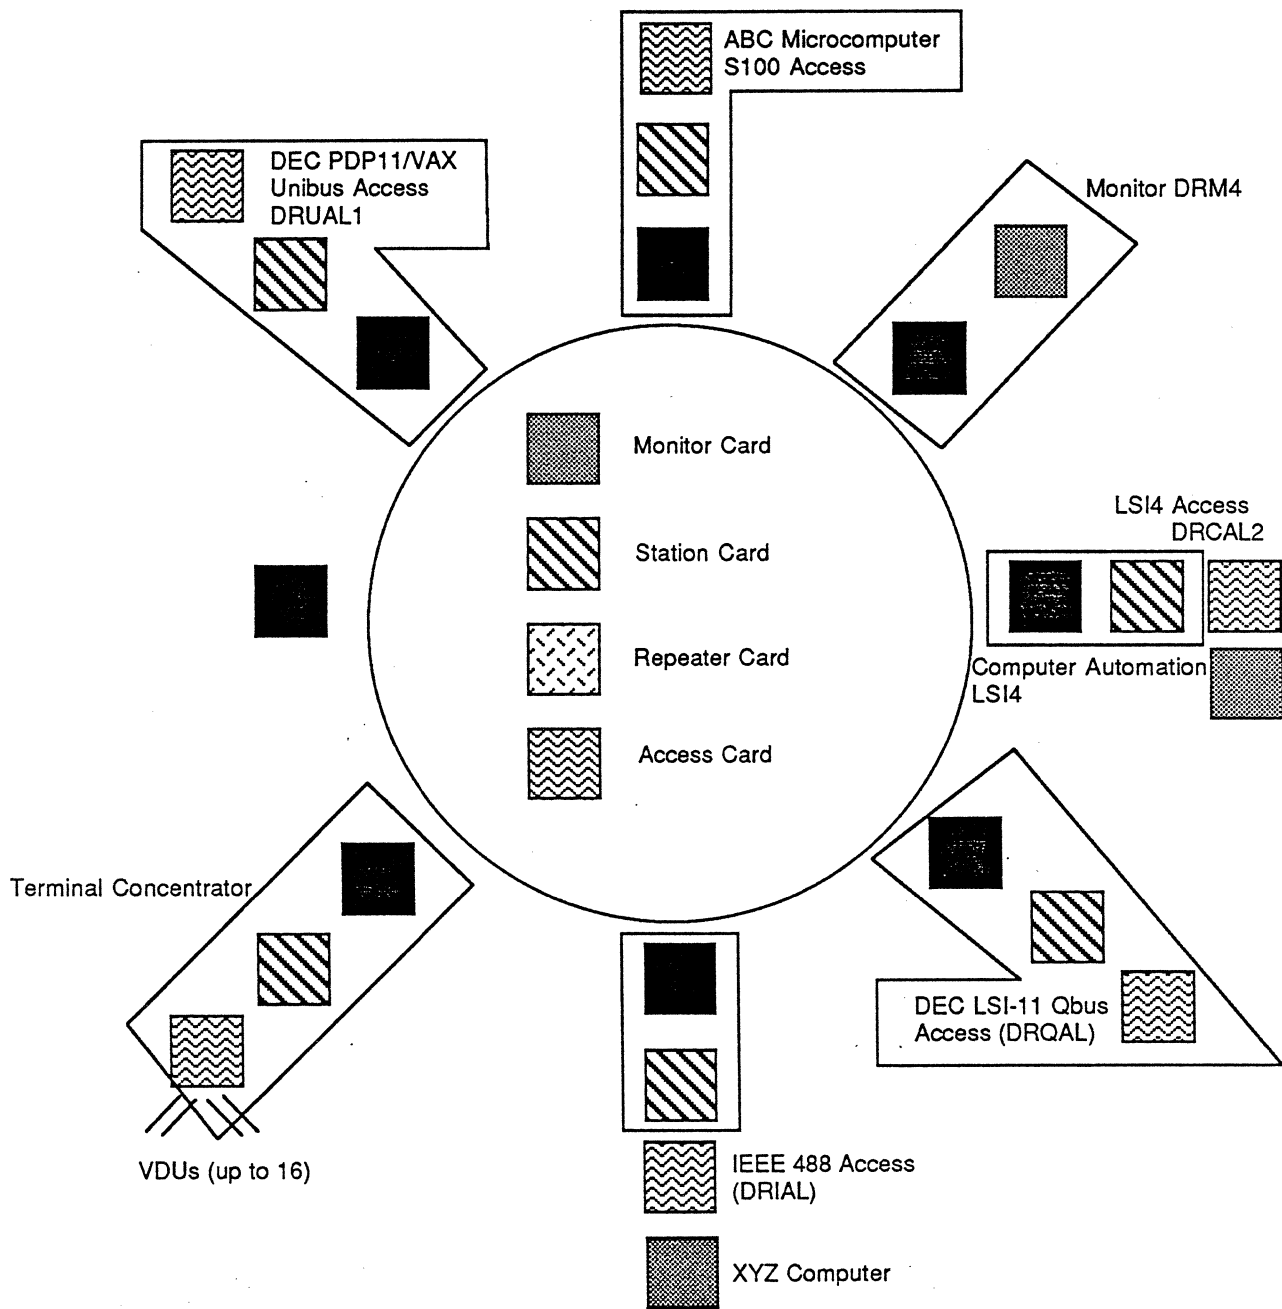 ABC Microcomputer
S100 Access
DEC PDP11/VAX
Unibus Access
DRUAL1
Monitor DRM4
Monitor Card
Station Card
Repeater Card
Access Card
LSI4 Access
DRCAL2
Computer Automation
LSI4
Terminal Concentrator
VDUs (up to 16)
DEC LSI-11 Qbus
Access (DRQAL)
IEEE 488 Access
(DRIAL)
XYZ Computer